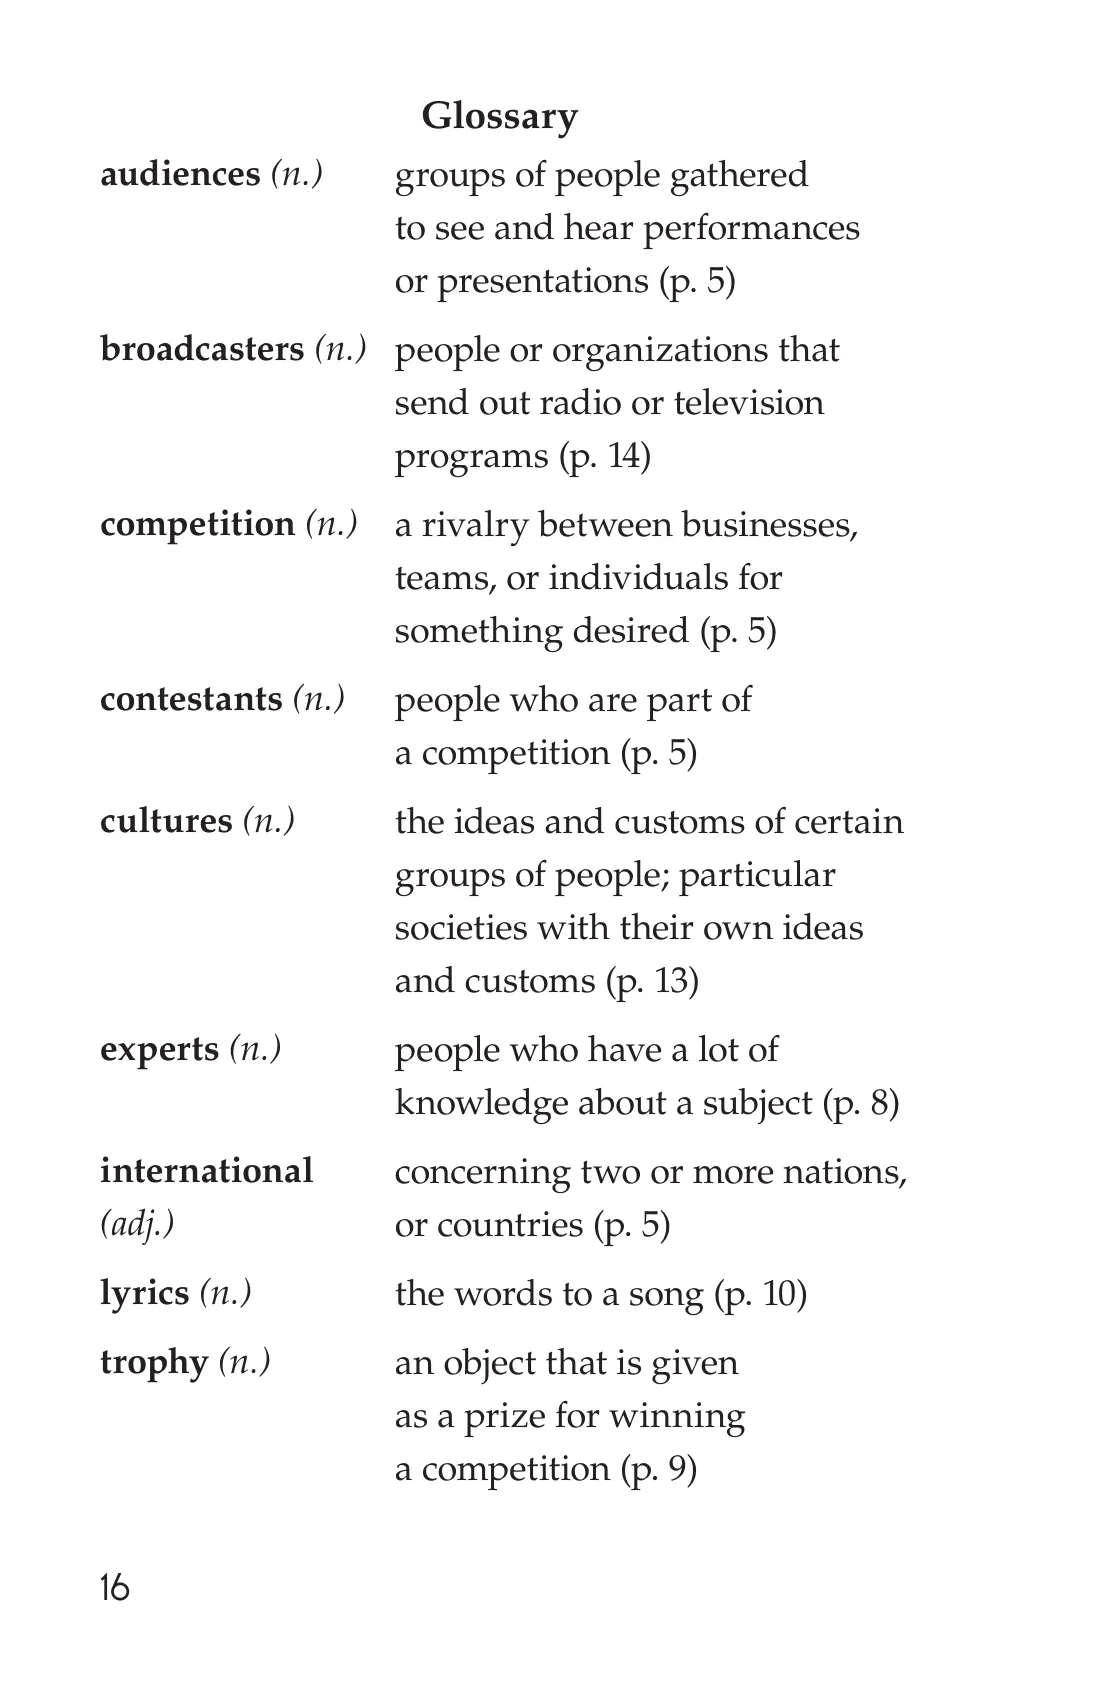 Glossary
audiences (n.) groups of people gathered
to see and hear performances
or presentations (p. 5)
broadcasters (n.) people or organizations that
send out radio or television
programs (p. 14)
competition (n.) a rivalry between businesses,
teams, or individuals for
something desired (p. 5)
contestants (n.) people who are part of
a competition (p. 5)
cultures (n.) the ideas and customs of certain
groups of people; particular
societies with their own ideas
and customs (p. 13)
experts (n.) people who have a lot of
knowledge about a subject (p. 8)
international concerning two or more nations,
(adj.) or countries (p. 5)
lyrics (n.) the words to a song (p. 10)
trophy (n.) an object that is given
as a prize for winning
a competition (p. 9)
16